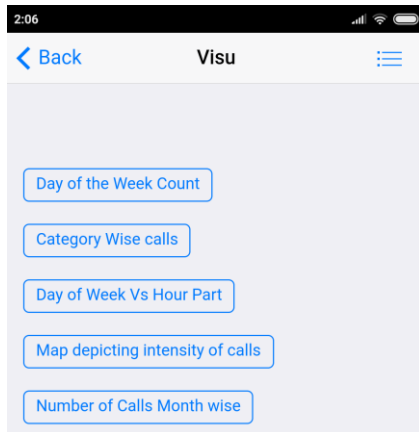 2:06
Back Visu
Day of the Week Count
Category Wise calls
Day of Week Vs Hour Part
Map depicting intensity of calls
Number of Calls Month wise